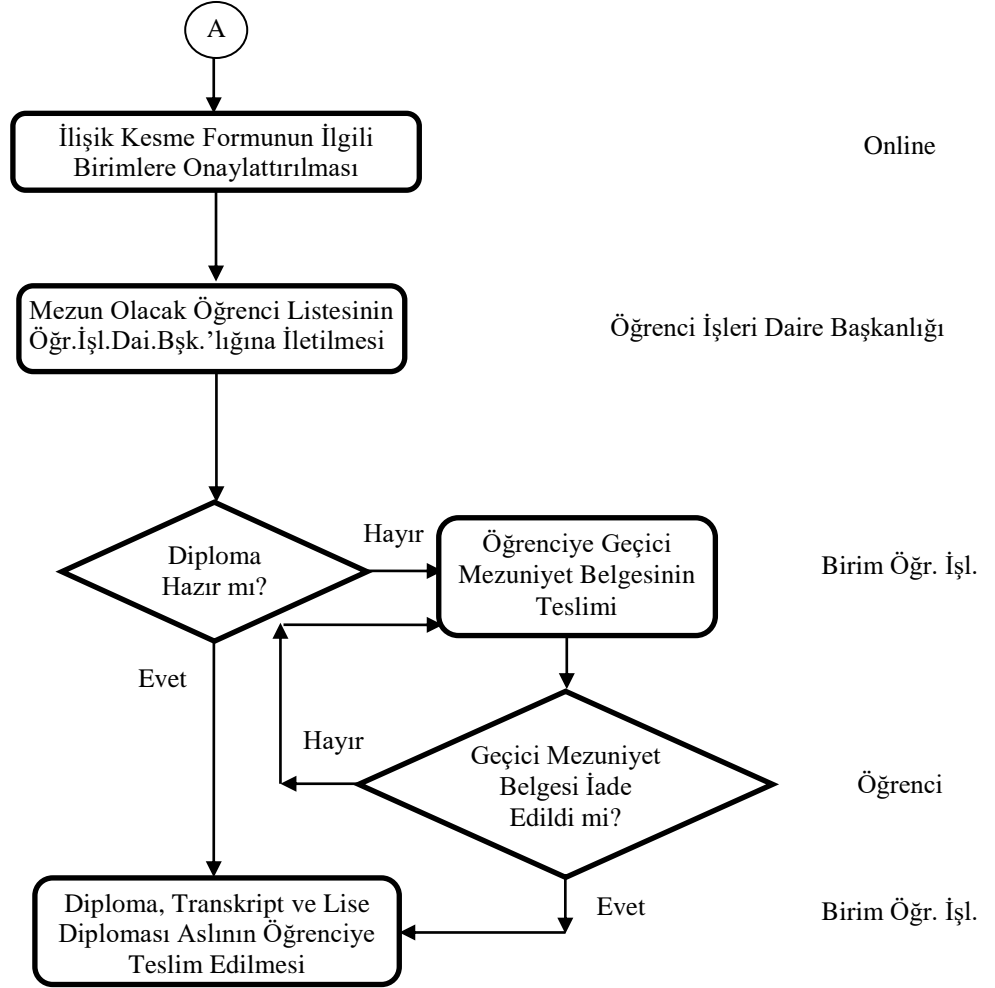 A
İlişik Kesme Formunun İlgili
Birimlere Onaylattırılması
Online
Mezun Olacak Öğrenci Listesinin
Öğr.İşl.Dai.Bşk.’lığına İletilmesi
Öğrenci İşleri Daire Başkanlığı
Diploma
Hazır mı?
Hayır
Öğrenciye Geçici
Mezuniyet Belgesinin
Teslimi
Birim Öğr. İşl.
Evet
Hayır
Geçici Mezuniyet
Belgesi İade
Edildi mi?
Öğrenci
Evet
Diploma, Transkript ve Lise
Diploması Aslının Öğrenciye
Teslim Edilmesi
Birim Öğr. İşl.